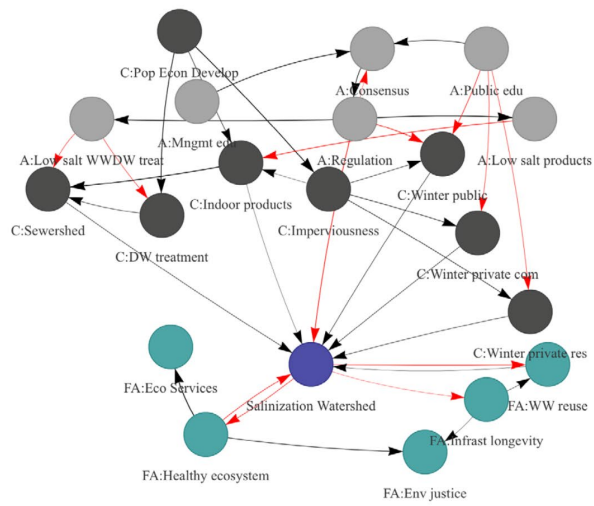 C:Pop Econ Develop
A:Consensus
A:Public edu
A:Low salt WWDW treat
A:Mngmt edu
A:Regulation
A:Low salt products
C:Sewershed
C:DW treatment
C:Indoor products
C:Imperviousness
C:Winter public
C:Winter private com
C:Winter private res
FA:Eco Services
Salinization Watershed
FA:WW reuse
FA:Infrast longevity
FA:Healthy ecosystem
FA:Env justice